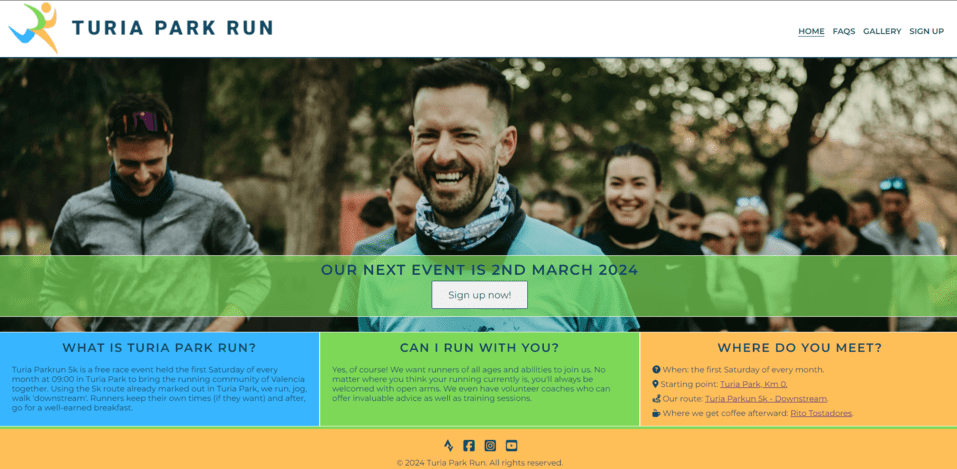 TURIA PARK RUN
HOME FAQS GALLERY SIGN UP
OUR NEXT EVENT IS 2ND MARCH 2024
Sign up now!
WHAT IS TURIA PARK RUN?
Turia Parkrun 5k is a free race event held the first Saturday of every
month at 09:00 in Turia Park to bring the running community of Valencia
together. Using the 5k route already marked out in Turia Park, we run, jog,
walk 'downstream'. Runners keep their own times (if they want) and after,
go for a well-earned breakfast.
CAN I RUN WITH YOU?
Yes, of course! We want runners of all ages and abilities to join us. No
matter where you think your running currently is, you'll always be
welcomed with open arms. We even have volunteer coaches who can
offer invaluable advice as well as training sessions.
WHERE DO YOU MEET?
When: the first Saturday of every month.
Starting point: Turia Park, Km 0.
Our route: Turia Parkun 5k - Downstream.
Where we get coffee afterward: Rito Tostadores.
© 2024 Turia Park Run. All rights reserved.